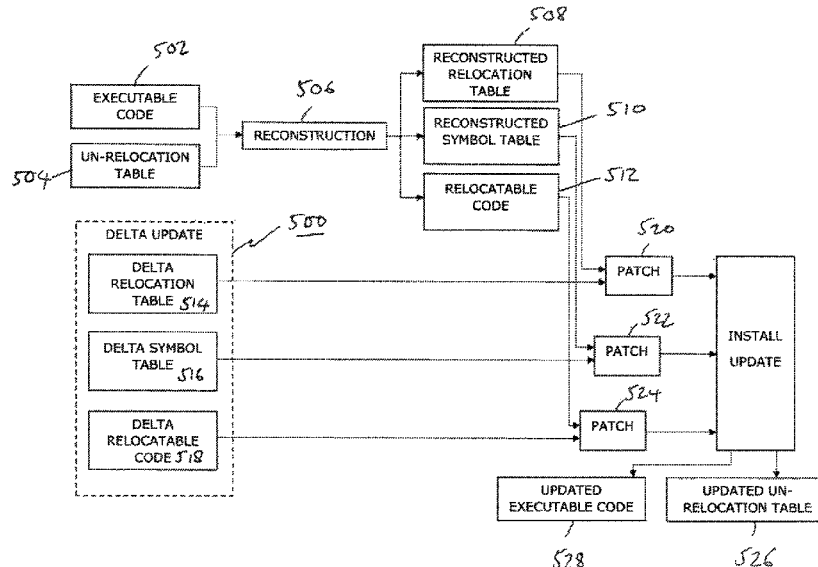 502
EXECUTABLE
CODE
504
UN-RELOCATION
TABLE
506
RECONSTRUCTION
508
RECONSTRUCTED
RELOCATION
TABLE
510
RECONSTRUCTED
SYMBOL TABLE
512
RELOCATABLE
CODE
500
DELTA UPDATE
DELTA
RELOCATION
TABLE 514
DELTA SYMBOL
TABLE
516
DELTA
RELOCATABLE
CODE 518
520
PATCH
522
PATCH
524
PATCH
INSTALL
UPDATE
UPDATED
EXECUTABLE CODE
528
UPDATED UN-
RELOCATION TABLE
526